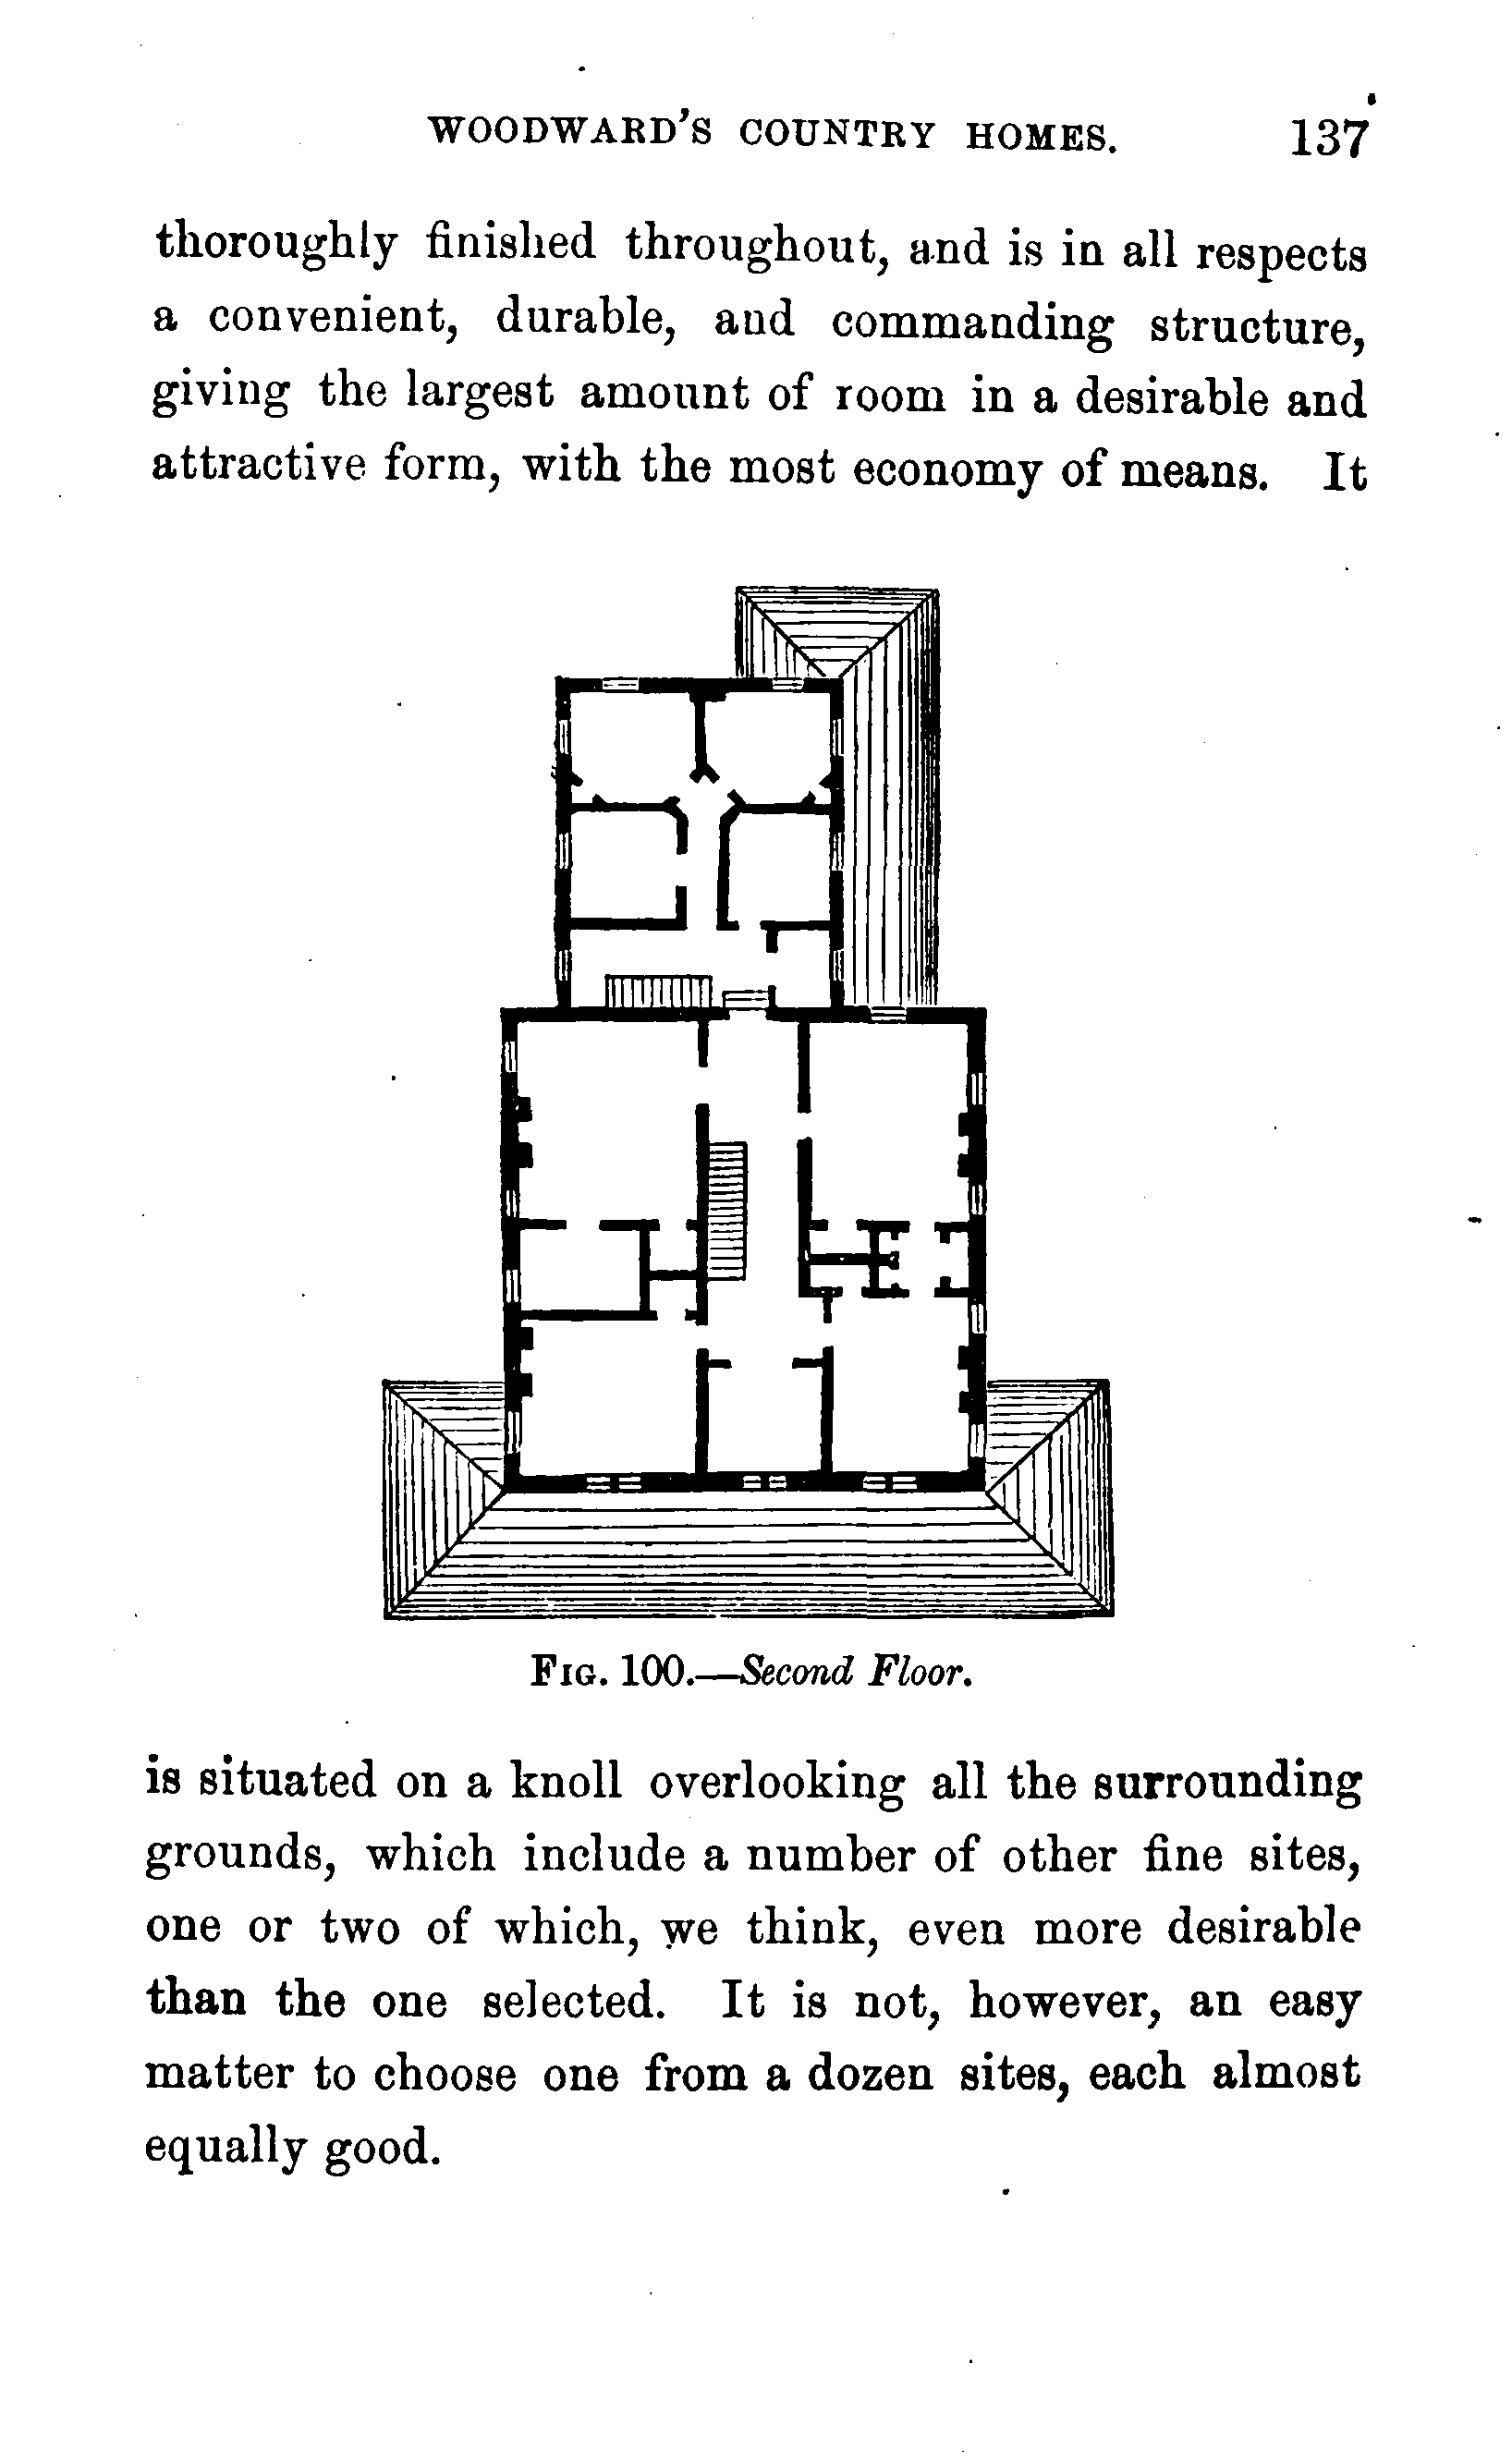 WOODWARD'S COUNTRY HOMES. 137
thoroughly finished throughout, and is in all respects
a convenient, durable, and commanding structure,
giving the largest amount of room in a desirable and
attractive form, with the most economy of means. It
FIG. 100.—Second Floor.
is situated on a knoll overlooking all the surrounding
grounds, which include a number of other fine sites,
one or two of which, we think, even more desirable
than the one selected. It is not, however, an easy
matter to choose one from a dozen sites, each almost
equally good.